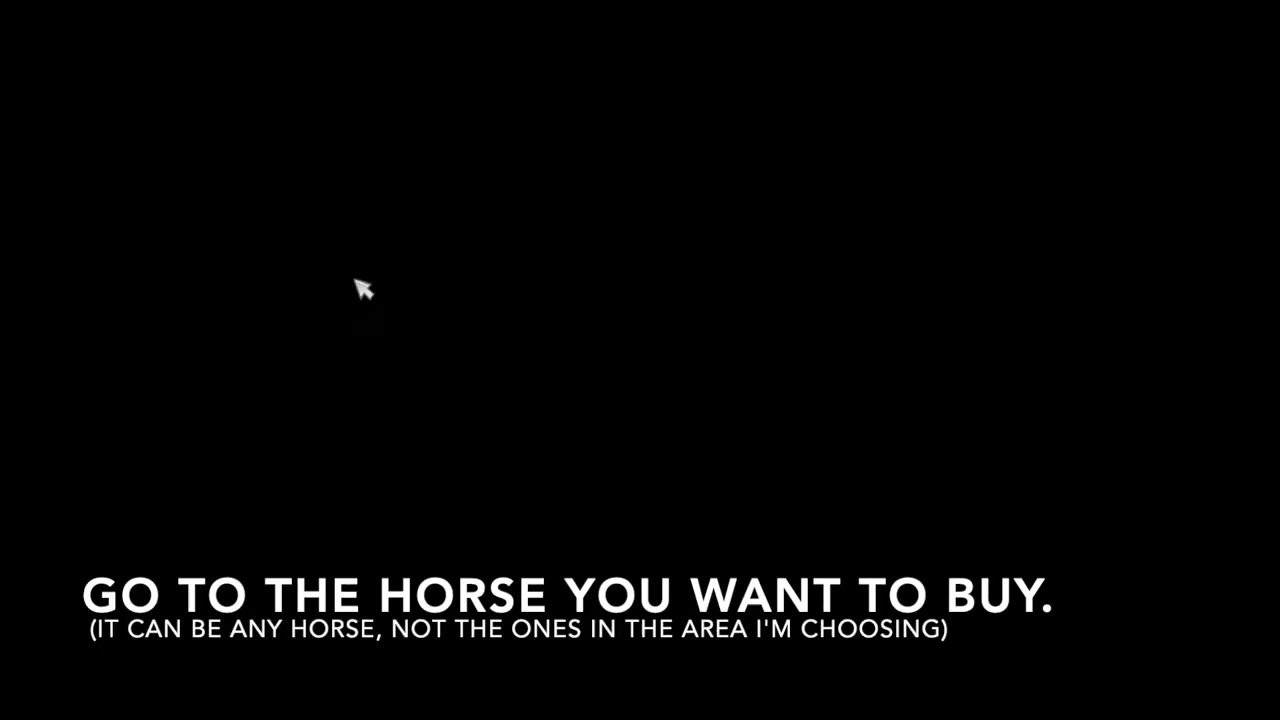 GO TO THE HORSE YOU WANT TO BUY.
(IT CAN BE ANY HORSE, NOT THE ONES IN THE AREA I'M CHOOSING)